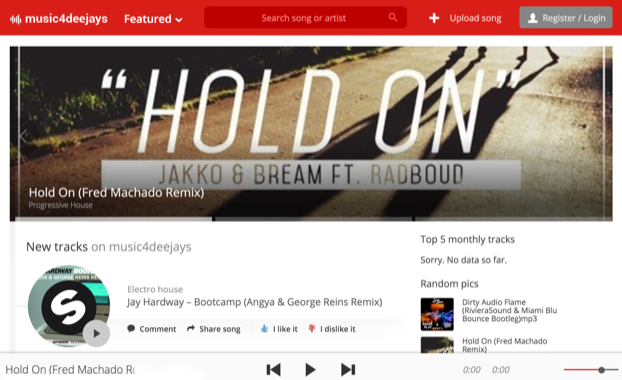 music4deejays
Featured
Search song or artist
Upload song
Register / Login
“HOLD ON”
JAKKO & BREAM FT. RADBOUD
Hold On (Fred Machado Remix)
Progressive House
New tracks on music4deejays
Electro house
Jay Hardway – Bootcamp (Angya & George Reins Remix)
Comment
Share song
I like it
I dislike it
Top 5 monthly tracks
Sorry. No data so far.
Random pics
Dirty Audio Flame
(RivieraSound & Miami Blu
Bounce Bootleg)mp3
Hold On (Fred Machado
Remix)
Hold On (Fred Machado R
0:00
0:00